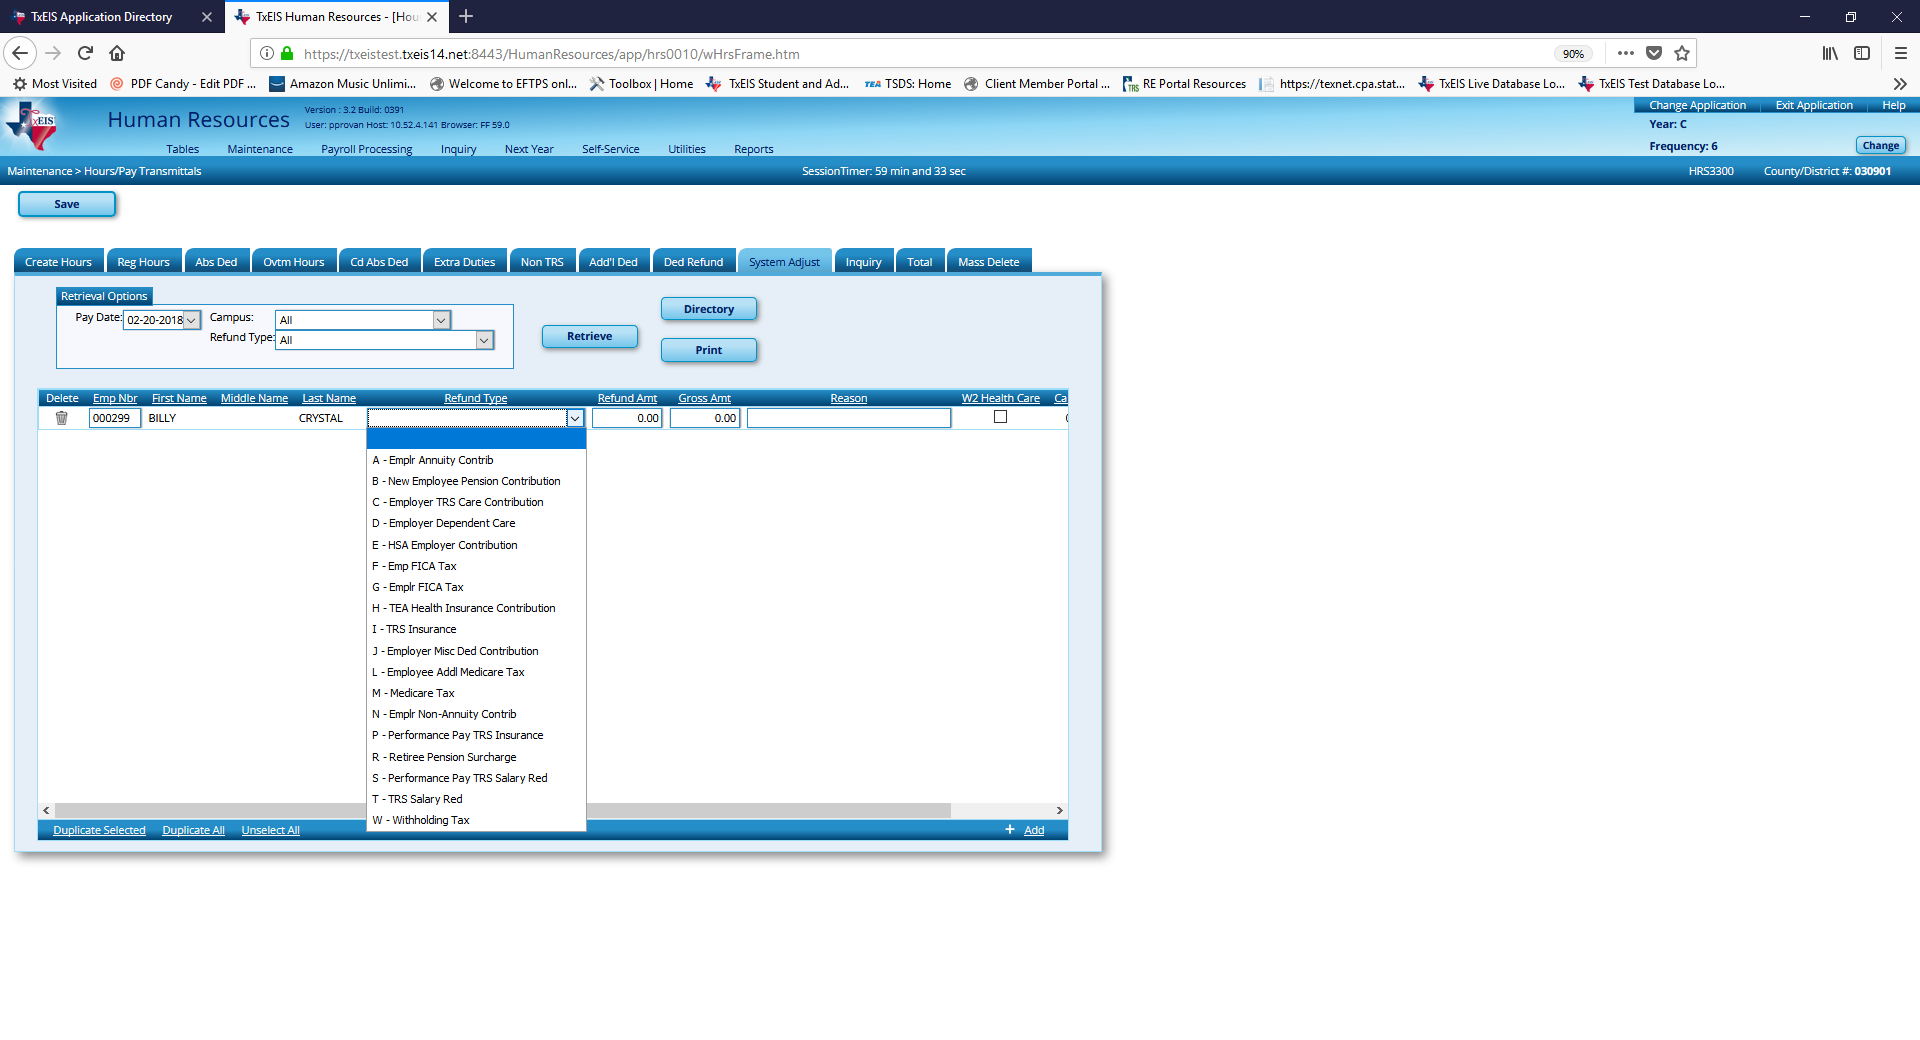 TxEIS Application Directory
TxEIS Human Resources - [Hou
https://txeistest.txeis14.net:8443/HumanResources/app/hrs0010/wHrsFrame.htm
90%
Most Visited
PDF Candy - Edit PDF ...
Amazon Music Unlimi...
Welcome to EFTPS onl...
Toolbox | Home
TxEIS Student and Ad...
TEA TSDS: Home
Client Member Portal ...
TRS RE Portal Resources
https://texnet.cpa.stat...
TxEIS Live Database Lo...
TxEIS Test Database Lo...
TxEIS
Human Resources
Version : 3.2 Build: 0391
User: pprovan Host: 10.52.4.141 Browser: FF 59.0
Change Application Exit Application Help
Year: C
Frequency: 6
Change
Tables Maintenance Payroll Processing Inquiry Next Year Self-Service Utilities Reports
Maintenance > Hours/Pay Transmittals
SessionTimer: 59 min and 33 sec
HRS3300
County/District #: 030901
Save
Create Hours Reg Hours Abs Ded Ovtm Hours Cd Abs Ded Extra Duties Non TRS Add'l Ded Ded Refund System Adjust Inquiry Total Mass Delete
Retrieval Options
Pay Date: 02-20-2018 Campus: All
Refund Type: All
Retrieve
Directory
Print
Delete Emp Nbr First Name Middle Name Last Name Refund Type Refund Amt Gross Amt Reason W2 Health Care Ca
000299 BILLY CRYSTAL 0.00 0.00
A - Emplr Annuity Contrib
B - New Employee Pension Contribution
C - Employer TRS Care Contribution
D - Employer Dependent Care
E - HSA Employer Contribution
F - Emp FICA Tax
G - Emplr FICA Tax
H - TEA Health Insurance Contribution
I - TRS Insurance
J - Employer Misc Ded Contribution
L - Employee Addl Medicare Tax
M - Medicare Tax
N - Emplr Non-Annuity Contrib
P - Performance Pay TRS Insurance
R - Retiree Pension Surcharge
S - Performance Pay TRS Salary Red
T - TRS Salary Red
W - Withholding Tax
Duplicate Selected Duplicate All Unselect All
+ Add